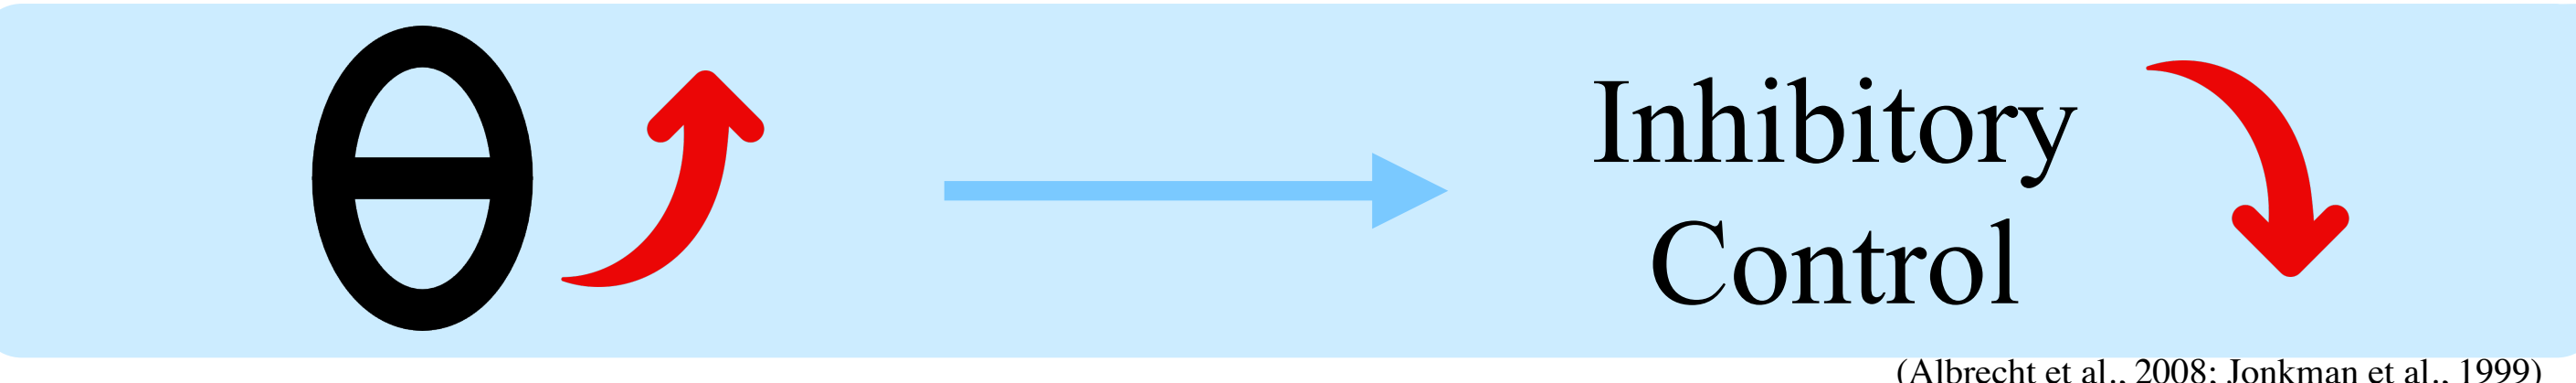 θ
Inhibitory
Control
(Albrecht et al., 2008; Jonkman et al., 1999)